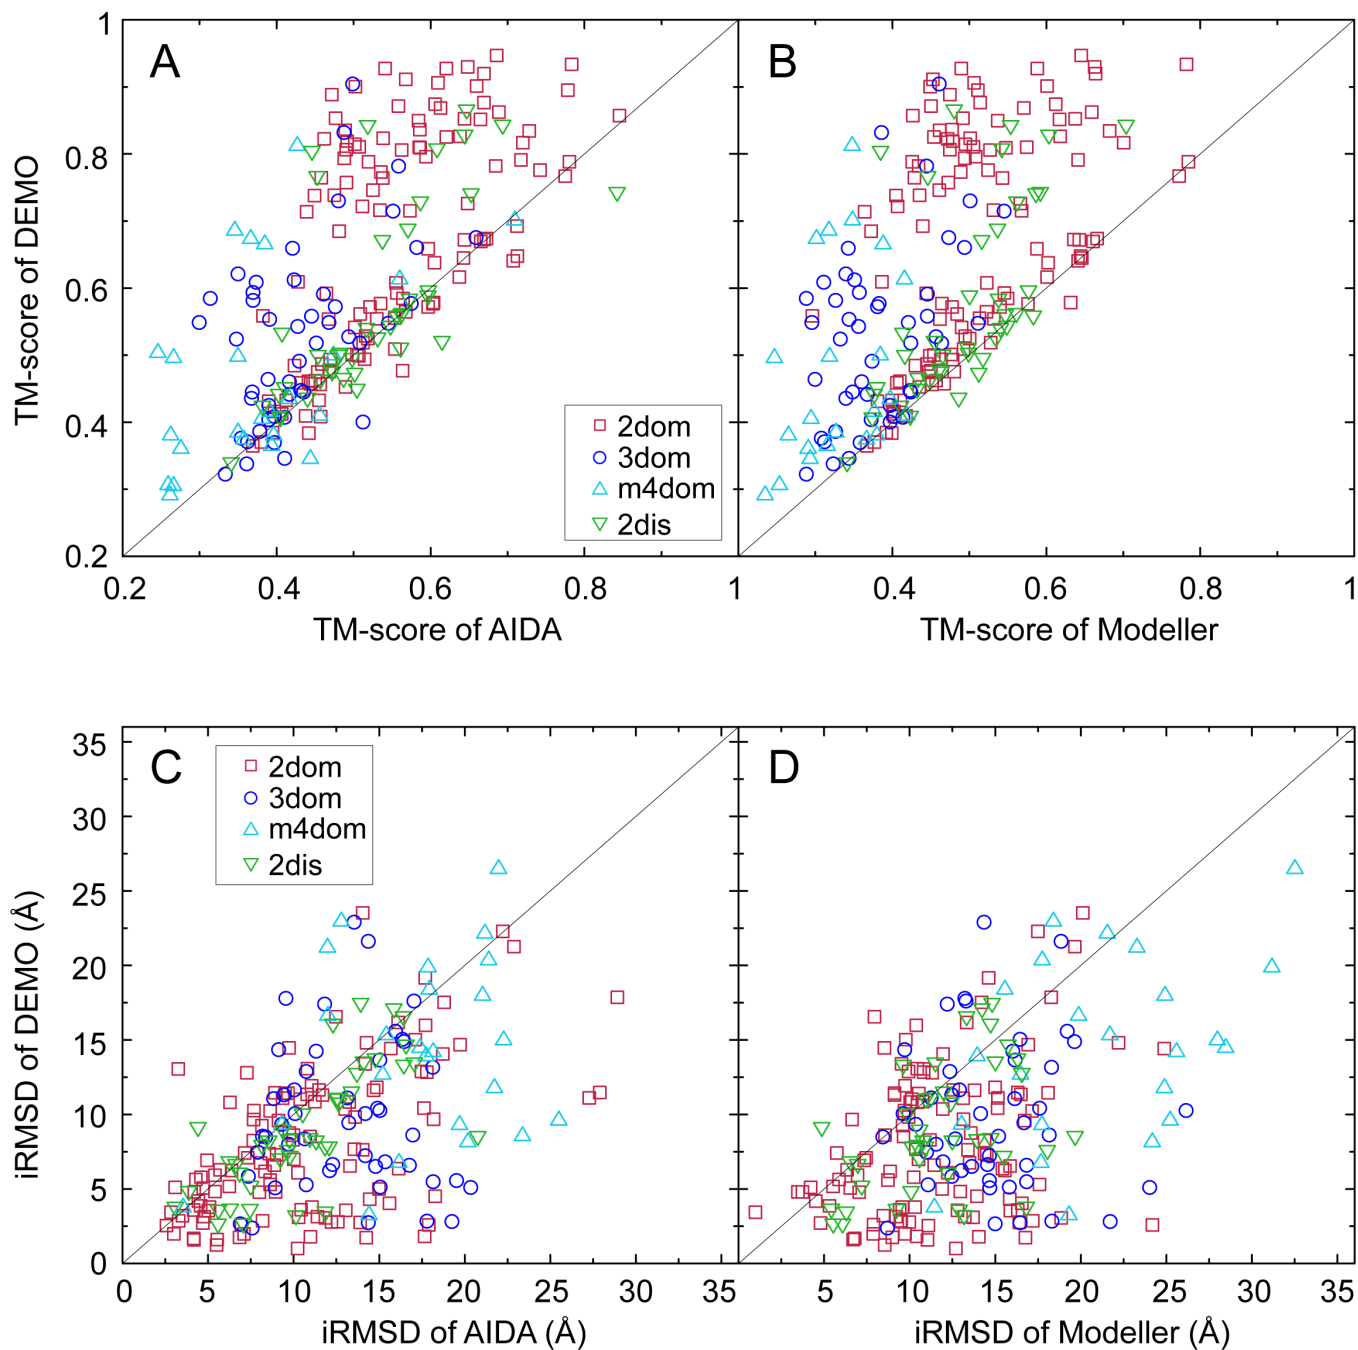 A
B
1
0.8
0.6
0.4
0.2
TM-score of DEMO
2dom
3dom
m4dom
2dis
0.2
0.4
0.6
0.8
1
0.4
0.6
0.8
1
TM-score of AIDA
TM-score of Modeller
C
D
2dom
3dom
m4dom
2dis
35
30
25
20
15
10
5
0
iRMSD of DEMO (Å)
0
5
10
15
20
25
30
35
5
10
15
20
25
30
35
iRMSD of AIDA (Å)
iRMSD of Modeller (Å)